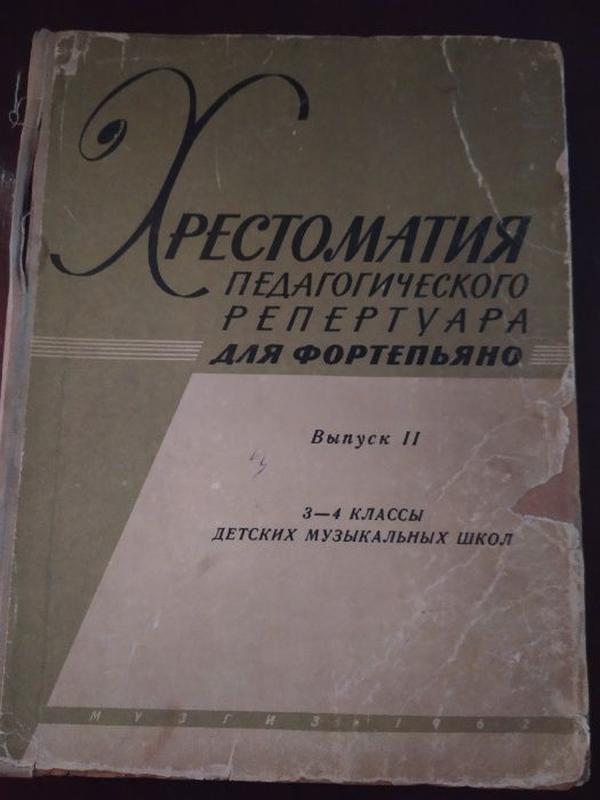 ХРЕСТОМАТИЯ
ПЕДАГОГИЧЕСКОГО
РЕПЕРТУАРА
ДЛЯ ФОРТЕПЬЯНО
Выпуск II
3—4 КЛАССЫ
ДЕТСКИХ МУЗЫКАЛЬНЫХ ШКОЛ
МУЗГИЗ • 1962